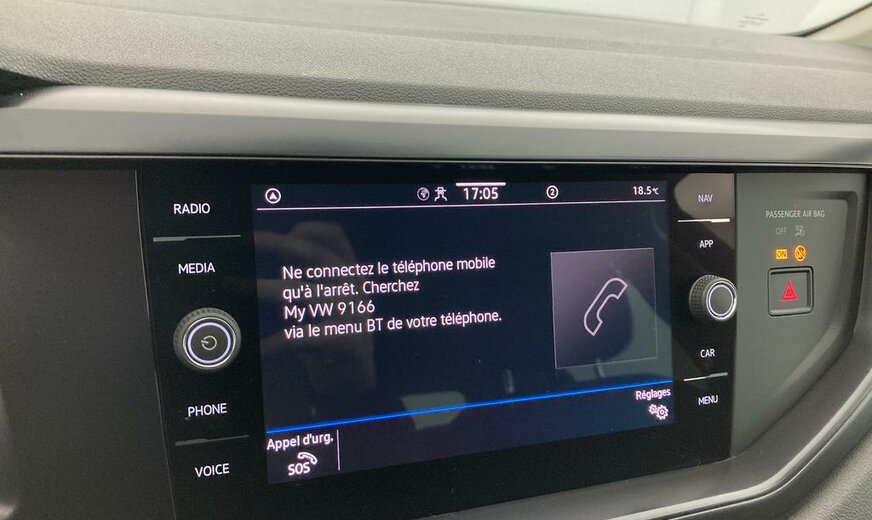 RADIO
MEDIA
PHONE
VOICE
17:05
2
18.5°C
Ne connectez le téléphone mobile
qu'à l'arrêt. Cherchez
My VW 9166
via le menu BT de votre téléphone.
Réglages
Appel d'urg.
SOS
NAV
APP
CAR
MENU
PASSENGER AIR BAG
OFF
ON